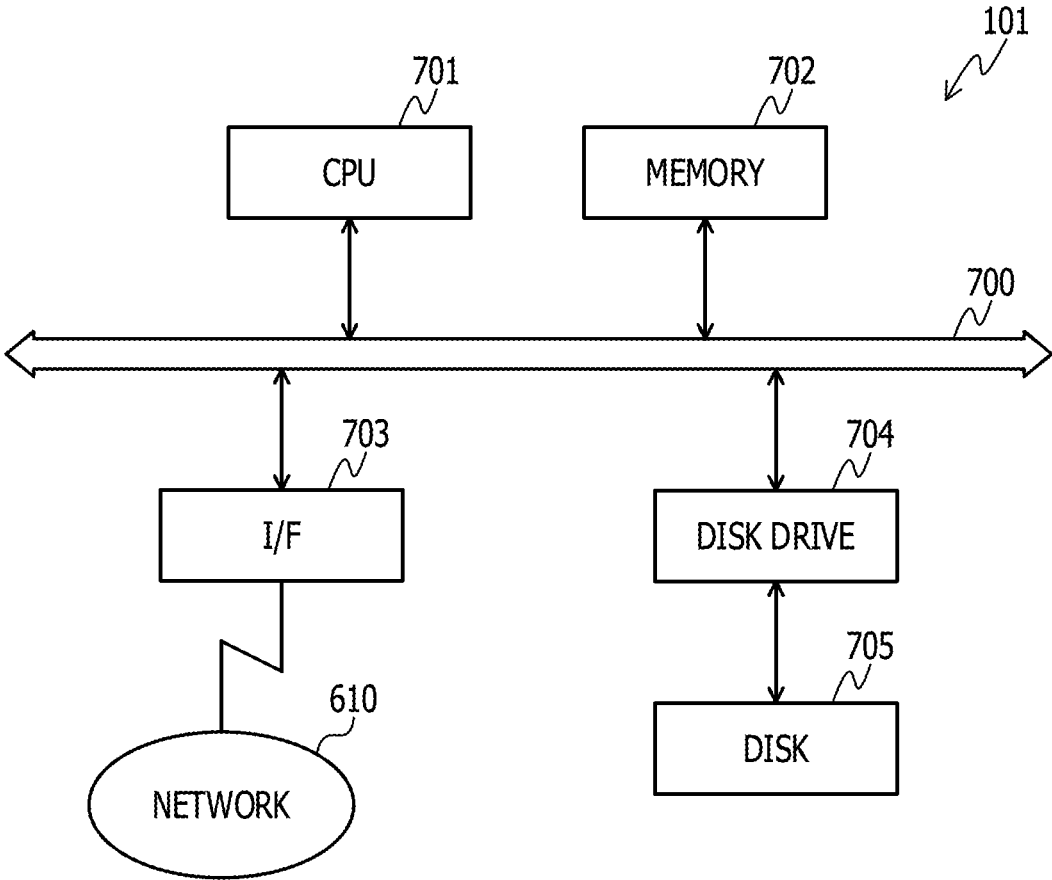 101
701
702
CPU
MEMORY
700
703
704
I/F
DISK DRIVE
705
610
DISK
NETWORK